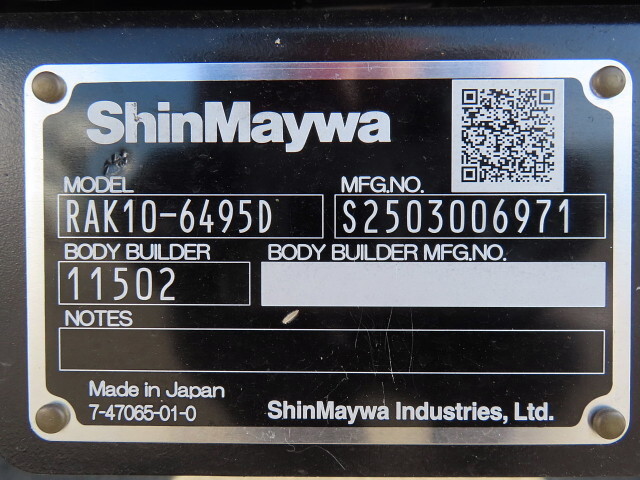 ShinMaywa
MODEL MFG.NO.
RAK10-6495D S2503006971
BODY BUILDER BODY BUILDER MFG.NO.
11502
NOTES
Made in Japan
7-47065-01-0 ShinMaywa Industries, Ltd.